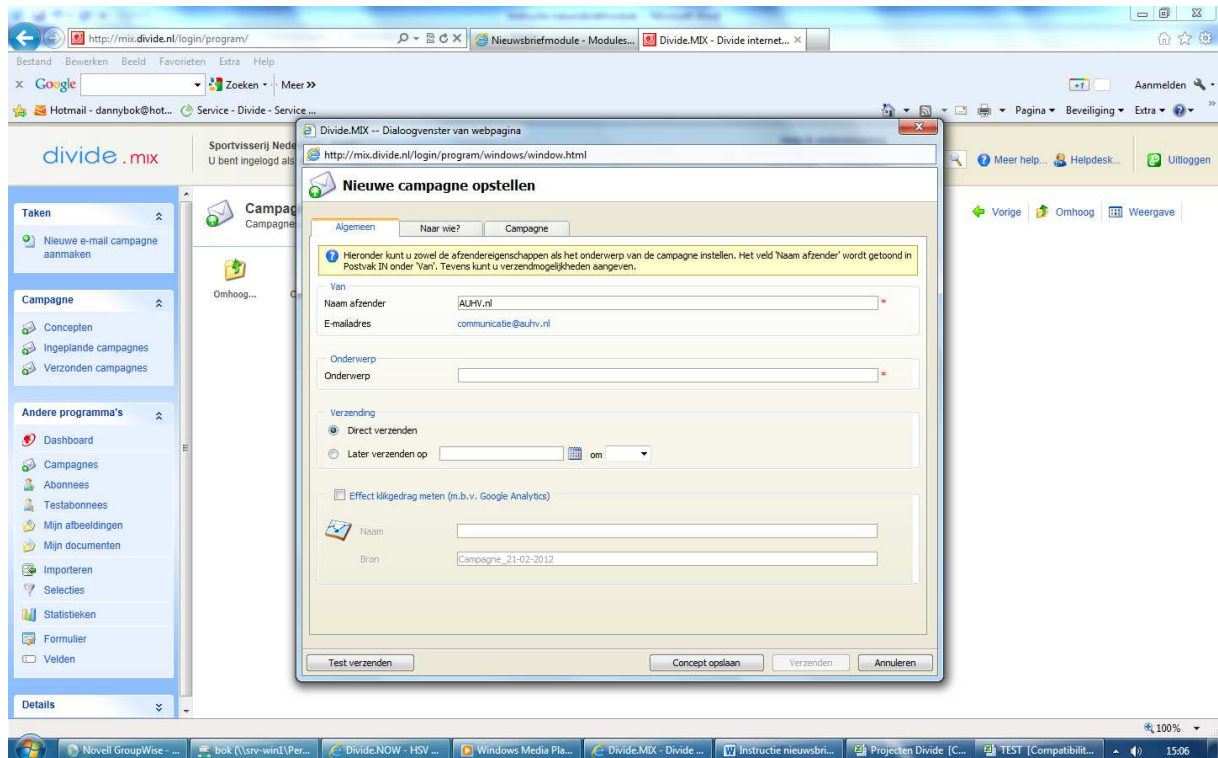 http://mix.divide.nl/login/program/
Nieuwsbriefmodule - Modules...
Divide.MIX - Divide internet...
Bestand Bewerken Beeld Favorieten Extra Help
x Google Zoeken Meer >> +1 Aanmelden
Hotmail - dannybok@hot... Service - Divide - Service ... Pagina Beveiliging Extra
divide.mix
Sportvisserij Nede
U bent ingelogd als
Meer help... Helpdesk... Uitloggen
Divide.MIX -- Dialoogvenster van webpagina
http://mix.divide.nl/login/program/windows/window.html
Nieuwe campagne opstellen
Taken
Nieuwe e-mail campagne
aanmaken
Campagne
Concepten
Ingeplande campagnes
Verzonden campagnes
Andere programma's
Dashboard
Campagnes
Abonnees
Testabonnees
Mijn afbeeldingen
Mijn documenten
Importeren
Selecties
Statistieken
Formulier
Velden
Details
Campag
Campagne
Omhoog...
Vorige Omhoog Weergave
Algemeen Naar wie? Campagne
Hieronder kunt u zowel de afzendereigenschappen als het onderwerp van de campagne instellen. Het veld 'Naam afzender' wordt getoond in
Postvak IN onder 'Van'. Tevens kunt u verzendmogelijkheden aangeven.
Van
Naam afzender AUHV.nl *
E-mailadres communicatie@auhv.nl
Onderwerp
Onderwerp *
Verzending
Direct verzenden
Later verzenden op om
Effect klikgedrag meten (m.b.v. Google Analytics)
Naam
Bron Campagne_21-02-2012
Test verzenden Concept opslaan Verzenden Annuleren
100%
Novell GroupWise - ... bok (\\srv-win1\Per... Divide.NOW - HSV ... Windows Media Pla... Divide.MIX - Divide ... Instructie nieuwsbri... Projecten Divide [C... TEST [Compatibilit... 15:06